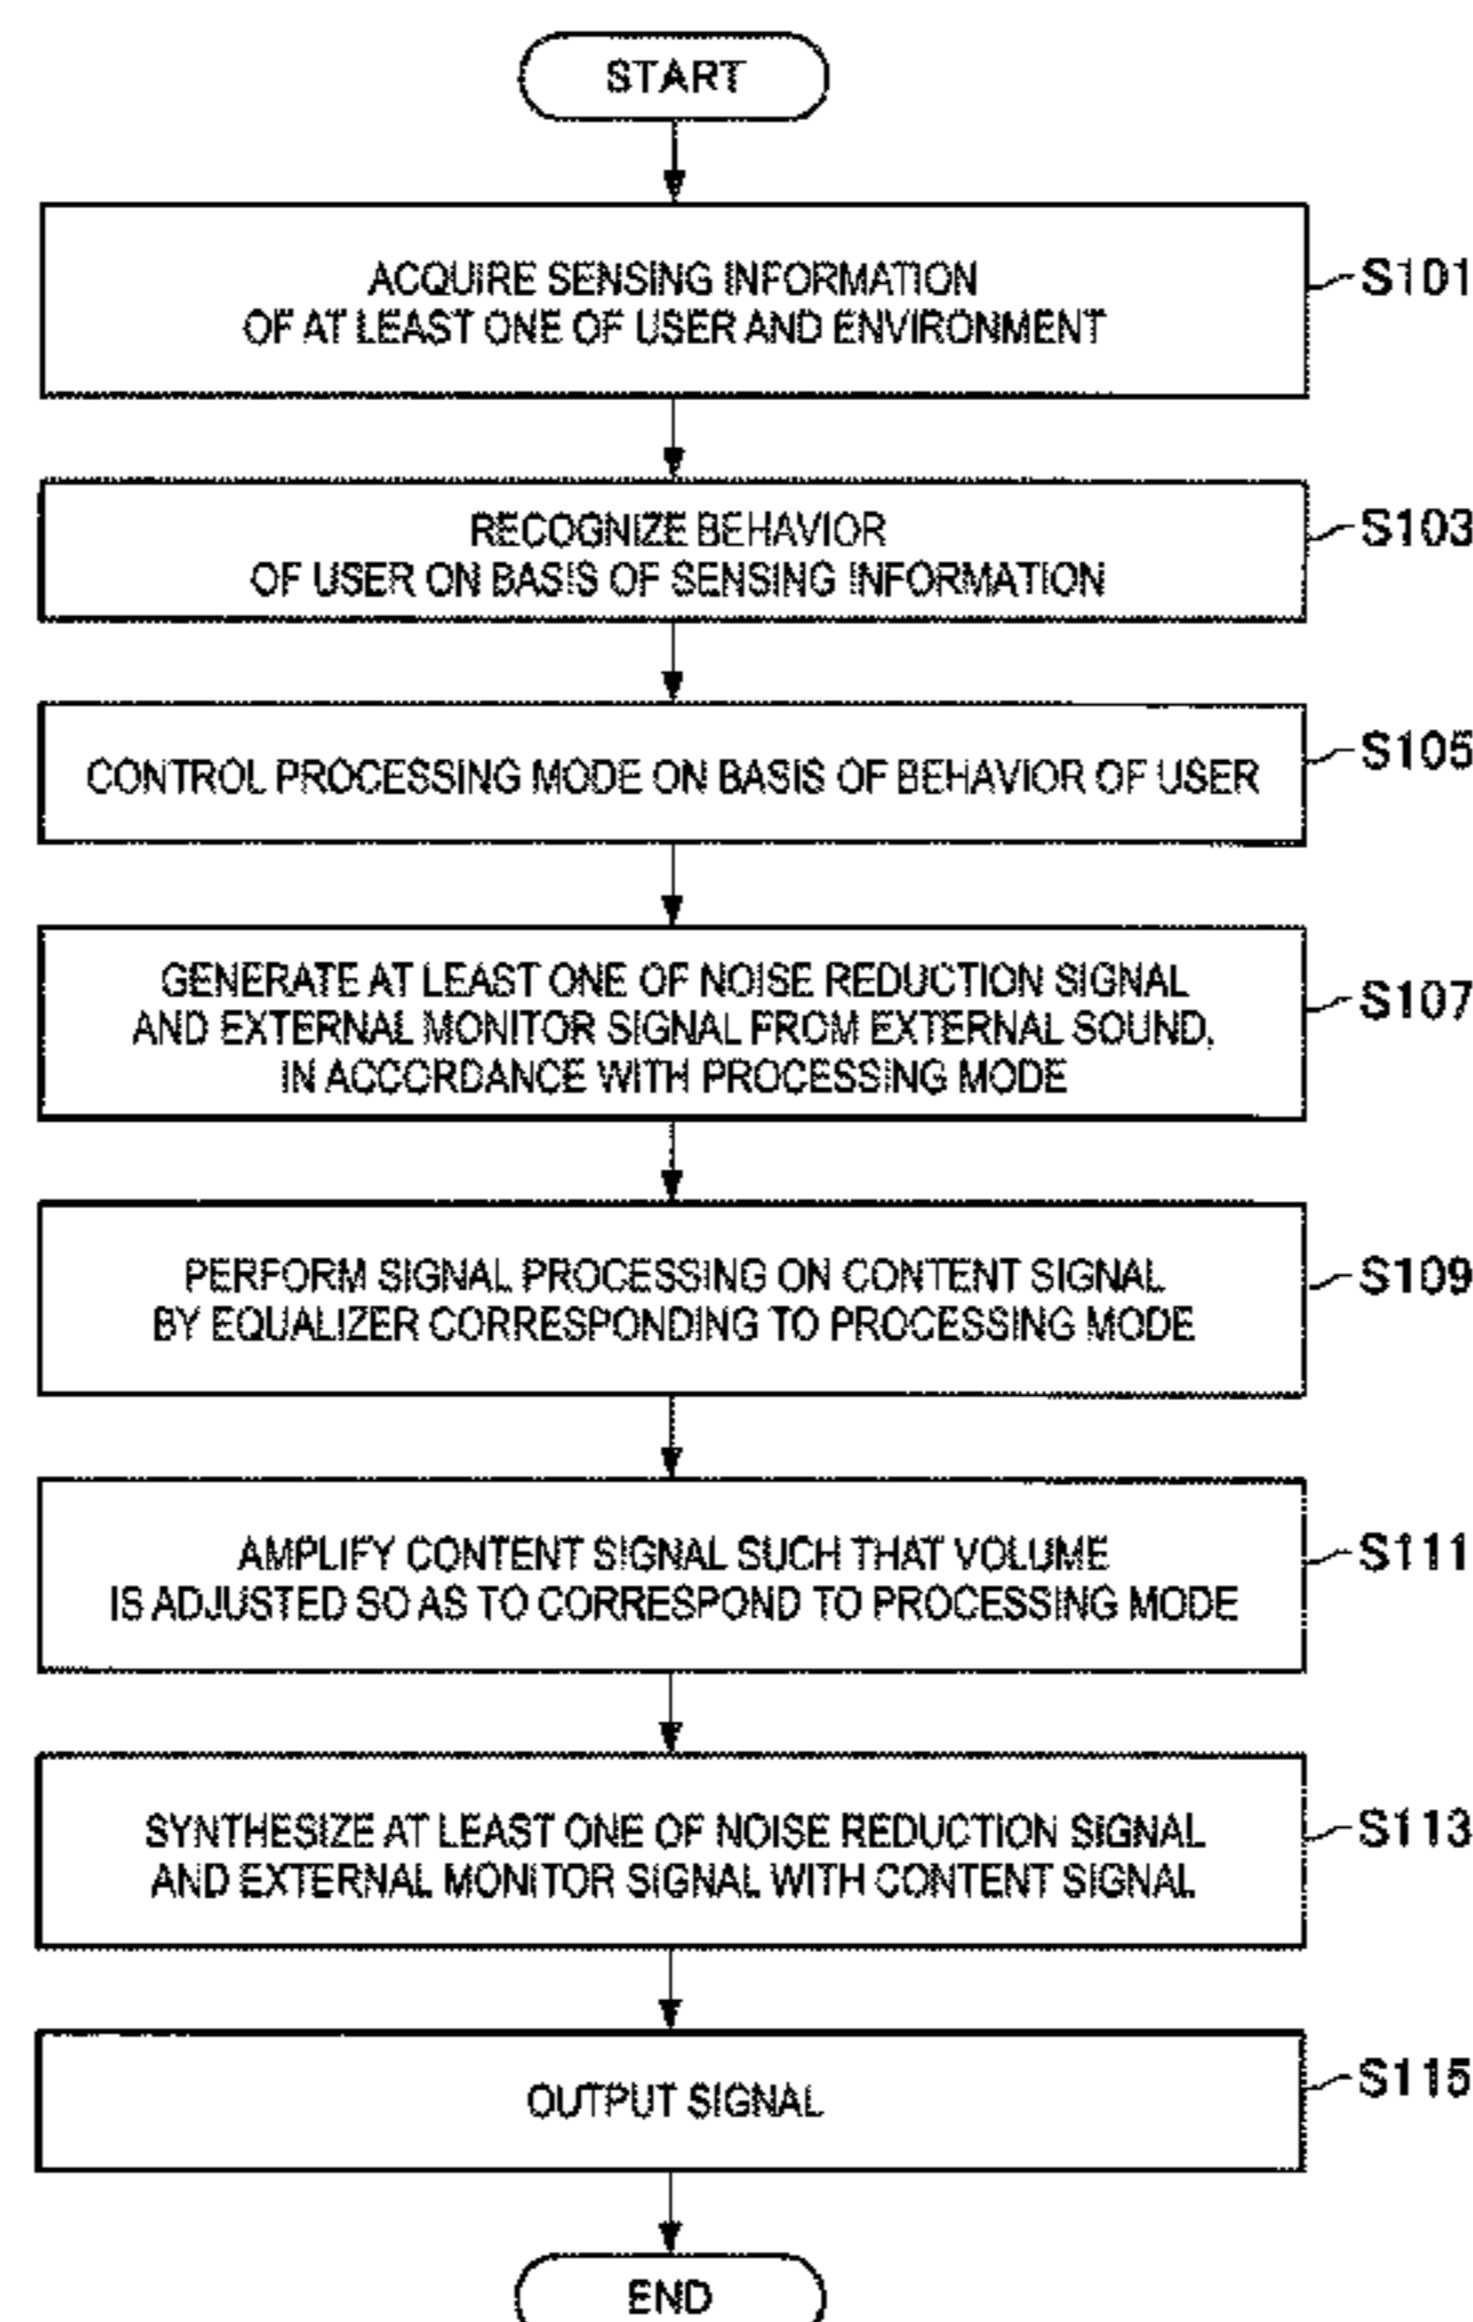 START
ACQUIRE SENSING INFORMATION
OF AT LEAST ONE OF USER AND ENVIRONMENT
S101
RECOGNIZE BEHAVIOR
OF USER ON BASIS OF SENSING INFORMATION
S103
CONTROL PROCESSING MODE ON BASIS OF BEHAVIOR OF USER
S105
GENERATE AT LEAST ONE OF NOISE REDUCTION SIGNAL
AND EXTERNAL MONITOR SIGNAL FROM EXTERNAL SOUND,
IN ACCORDANCE WITH PROCESSING MODE
S107
PERFORM SIGNAL PROCESSING ON CONTENT SIGNAL
BY EQUALIZER CORRESPONDING TO PROCESSING MODE
S109
AMPLIFY CONTENT SIGNAL SUCH THAT VOLUME
IS ADJUSTED SO AS TO CORRESPOND TO PROCESSING MODE
S111
SYNTHESIZE AT LEAST ONE OF NOISE REDUCTION SIGNAL
AND EXTERNAL MONITOR SIGNAL WITH CONTENT SIGNAL
S113
OUTPUT SIGNAL
S115
END